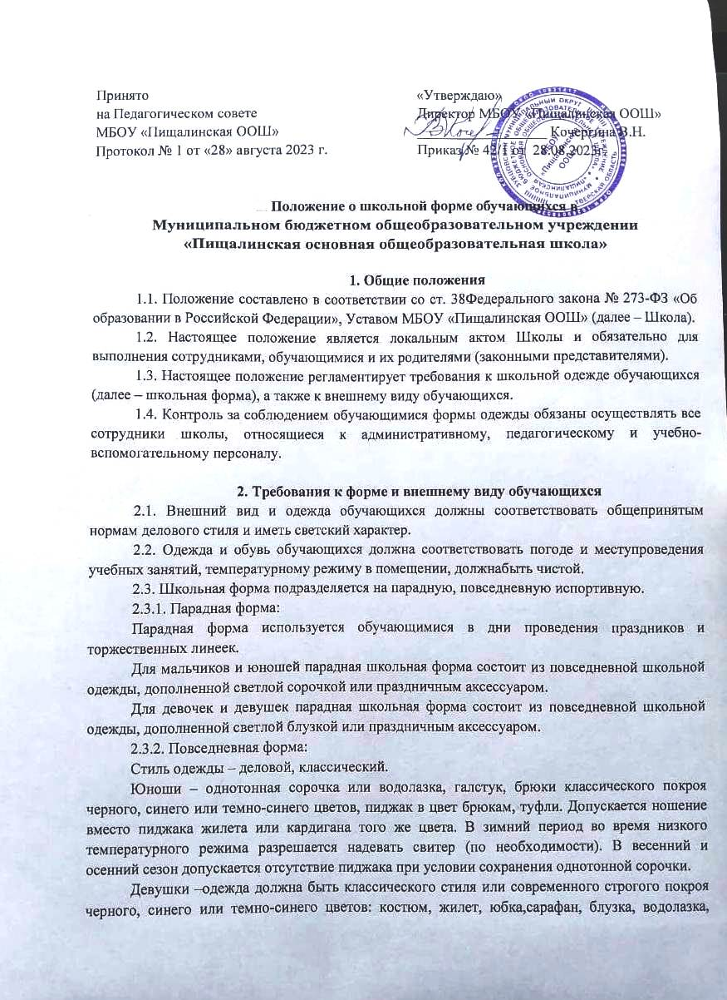 Принято
на Педагогическом совете
МБОУ «Пищалинская ООШ»
Протокол № 1 от «28» августа 2023 г.
«Утверждаю»
Директор МБОУ «Пищалинская ООШ»
Кочергина В.Н.
Приказ № 42/1 от 28.08.2023
МБОУ
«Пищалинская
ООШ»
ТВЕРСКАЯ ОБЛАСТЬ
Положение о школьной форме обучающихся в
Муниципальном бюджетном общеобразовательном учреждении
«Пищалинская основная общеобразовательная школа»
1. Общие положения
1.1. Положение составлено в соответствии со ст. 38Федерального закона № 273-ФЗ «Об
образовании в Российской Федерации», Уставом МБОУ «Пищалинская ООШ» (далее – Школа).
1.2. Настоящее положение является локальным актом Школы и обязательно для
выполнения сотрудниками, обучающимися и их родителями (законными представителями).
1.3. Настоящее положение регламентирует требования к школьной одежде обучающихся
(далее – школьная форма), а также к внешнему виду обучающихся.
1.4. Контроль за соблюдением обучающимися формы одежды обязаны осуществлять все
сотрудники школы, относящиеся к административному, педагогическому и учебно-
вспомогательному персоналу.
2. Требования к форме и внешнему виду обучающихся
2.1. Внешний вид и одежда обучающихся должны соответствовать общепринятым
нормам делового стиля и иметь светский характер.
2.2. Одежда и обувь обучающихся должна соответствовать погоде и меступроведения
учебных занятий, температурному режиму в помещении, должнабыть чистой.
2.3. Школьная форма подразделяется на парадную, повседневную испортивную.
2.3.1. Парадная форма:
Парадная форма используется обучающимися в дни проведения праздников и
торжественных линеек.
Для мальчиков и юношей парадная школьная форма состоит из повседневной школьной
одежды, дополненной светлой сорочкой или праздничным аксессуаром.
Для девочек и девушек парадная школьная форма состоит из повседневной школьной
одежды, дополненной светлой блузкой или праздничным аксессуаром.
2.3.2. Повседневная форма:
Стиль одежды – деловой, классический.
Юноши – однотонная сорочка или водолазка, галстук, брюки классического покроя
черного, синего или темно-синего цветов, пиджак в цвет брюкам, туфли. Допускается ношение
вместо пиджака жилета или кардигана того же цвета. В зимний период во время низкого
температурного режима разрешается надевать свитер (по необходимости). В весенний и
осенний сезон допускается отсутствие пиджака при условии сохранения однотонной сорочки.
Девушки –одежда должна быть классического стиля или современного строгого покроя
черного, синего или темно-синего цветов: костюм, жилет, юбка,сарафан, блузка, водолазка,